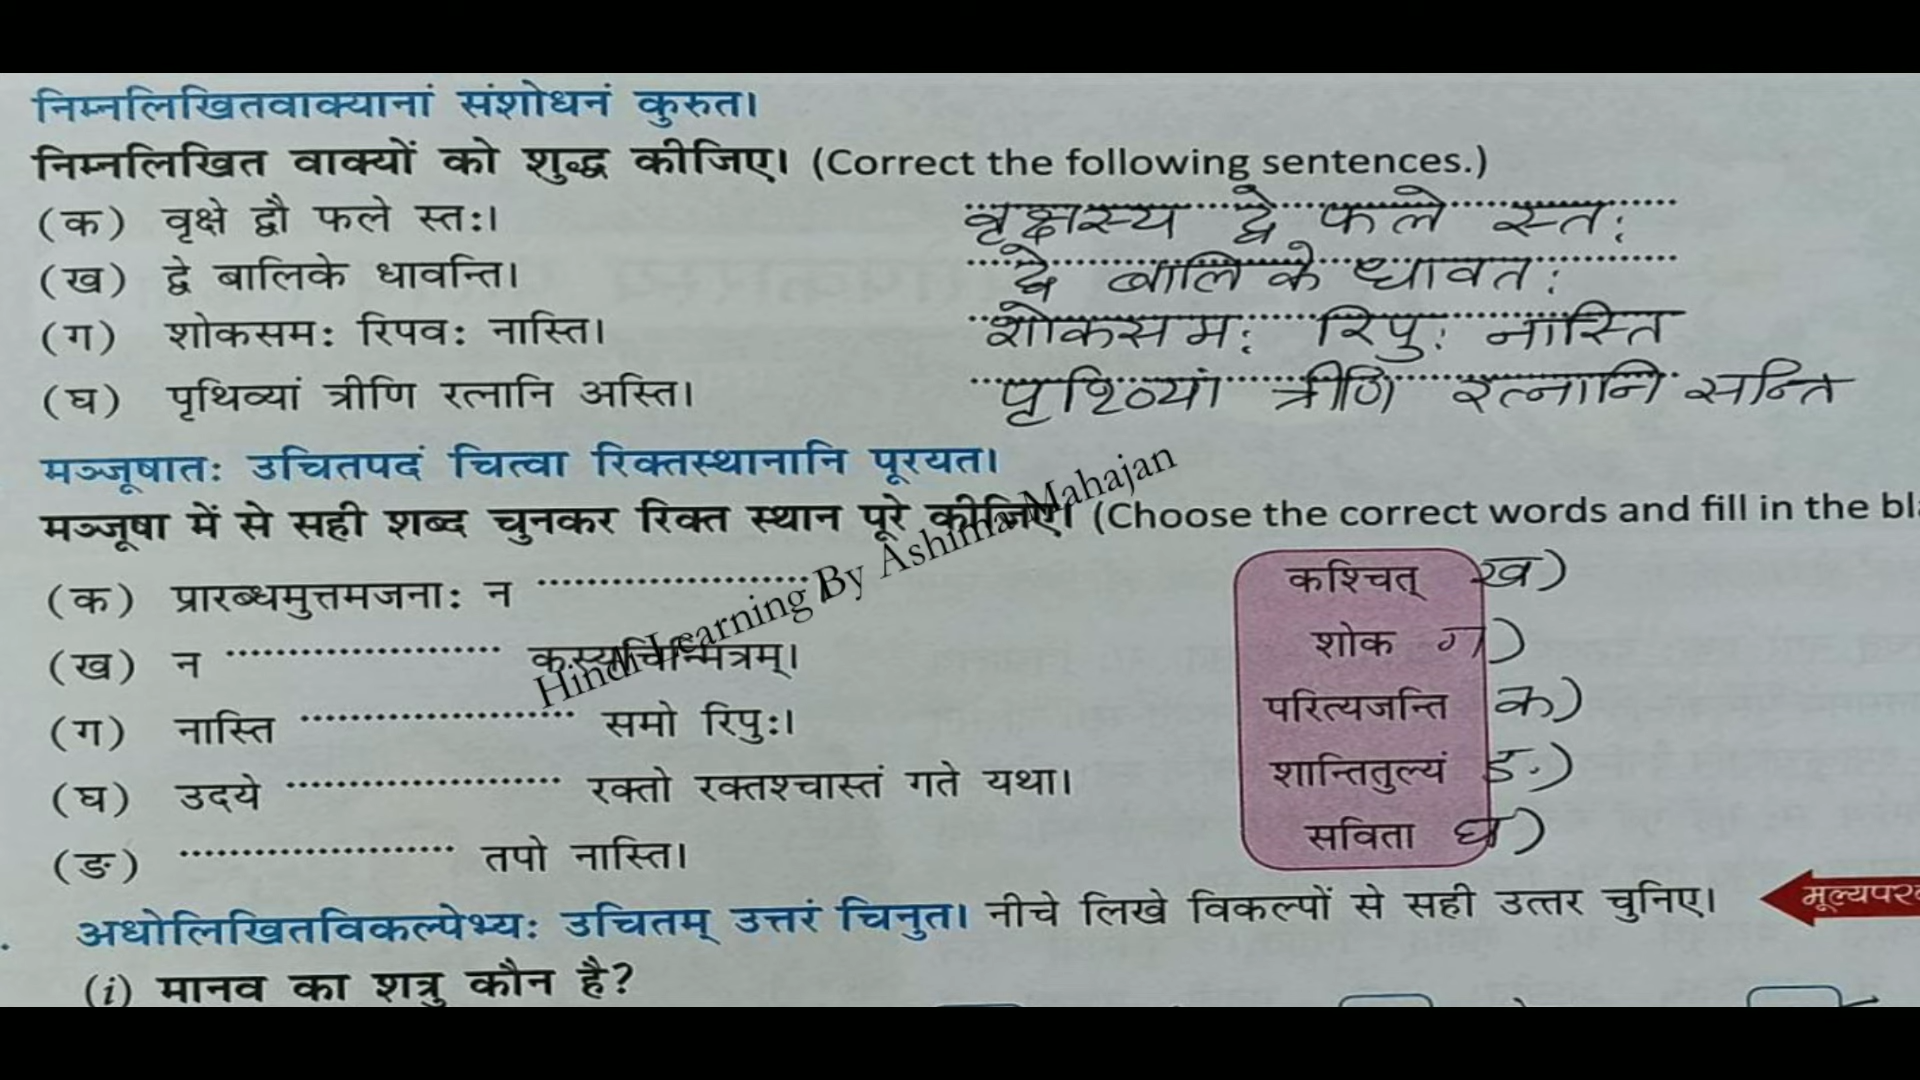 निम्नलिखितवाक्यानां संशोधनं कुरुत।
निम्नलिखित वाक्यों को शुद्ध कीजिए। (Correct the following sentences.)
(क) वृक्षे द्वौ फले स्तः। वृक्षस्य द्वे फले स्तः
(ख) द्वे बालिके धावन्ति। द्वे बालिके धावतः
(ग) शोकसमः रिपवः नास्ति। शोकसमः रिपुः नास्ति
(घ) पृथिव्यां त्रीणि रत्नानि अस्ति। पृथिव्यां त्रीणि रत्नानि सन्ति
मञ्जूषातः उचितपदं चित्वा रिक्तस्थानानि पूरयत।
मञ्जूषा में से सही शब्द चुनकर रिक्त स्थान पूरे कीजिए। (Choose the correct words and fill in the
(क) प्रारब्धमुत्तमजनाः न ........................ कश्चित् ख)
(ख) न ........................ कस्यचिन्मित्रम्। शोक ग)
(ग) नास्ति ........................ समो रिपुः। परित्यजन्ति क)
(घ) उदये ........................ रक्तो रक्तश्चास्तं गते यथा। शान्तितुल्यं ङ)
(ङ) ........................ तपो नास्ति। सविता घ)
Hindi Learning By Ashima Mahajan
अधोलिखितविकल्पेभ्यः उचितम् उत्तरं चिनुत। नीचे लिखे विकल्पों से सही उत्तर चुनिए।
(i) मानव का शत्रु कौन है?